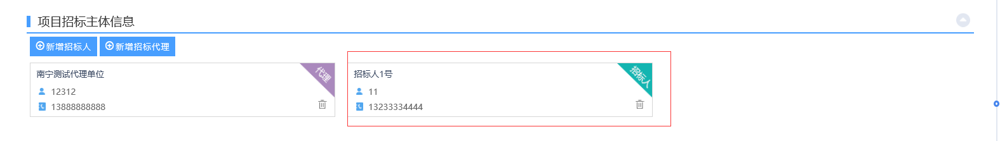 项目招标主体信息
新增招标人 新增招标代理
南宁测试代理单位
代理
12312
13888888888
招标人1号
招标人
11
13233334444